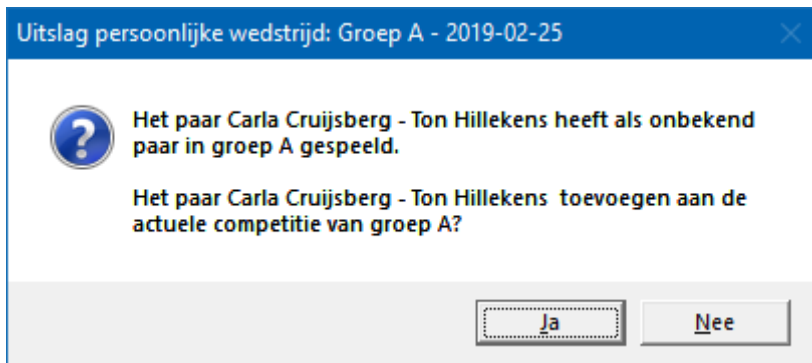 Uitslag persoonlijke wedstrijd: Groep A - 2019-02-25
Het paar Carla Cruijsberg - Ton Hillekens heeft als onbekend
paar in groep A gespeeld.
Het paar Carla Cruijsberg - Ton Hillekens  toevoegen aan de
actuele competitie van groep A?
Ja
Nee